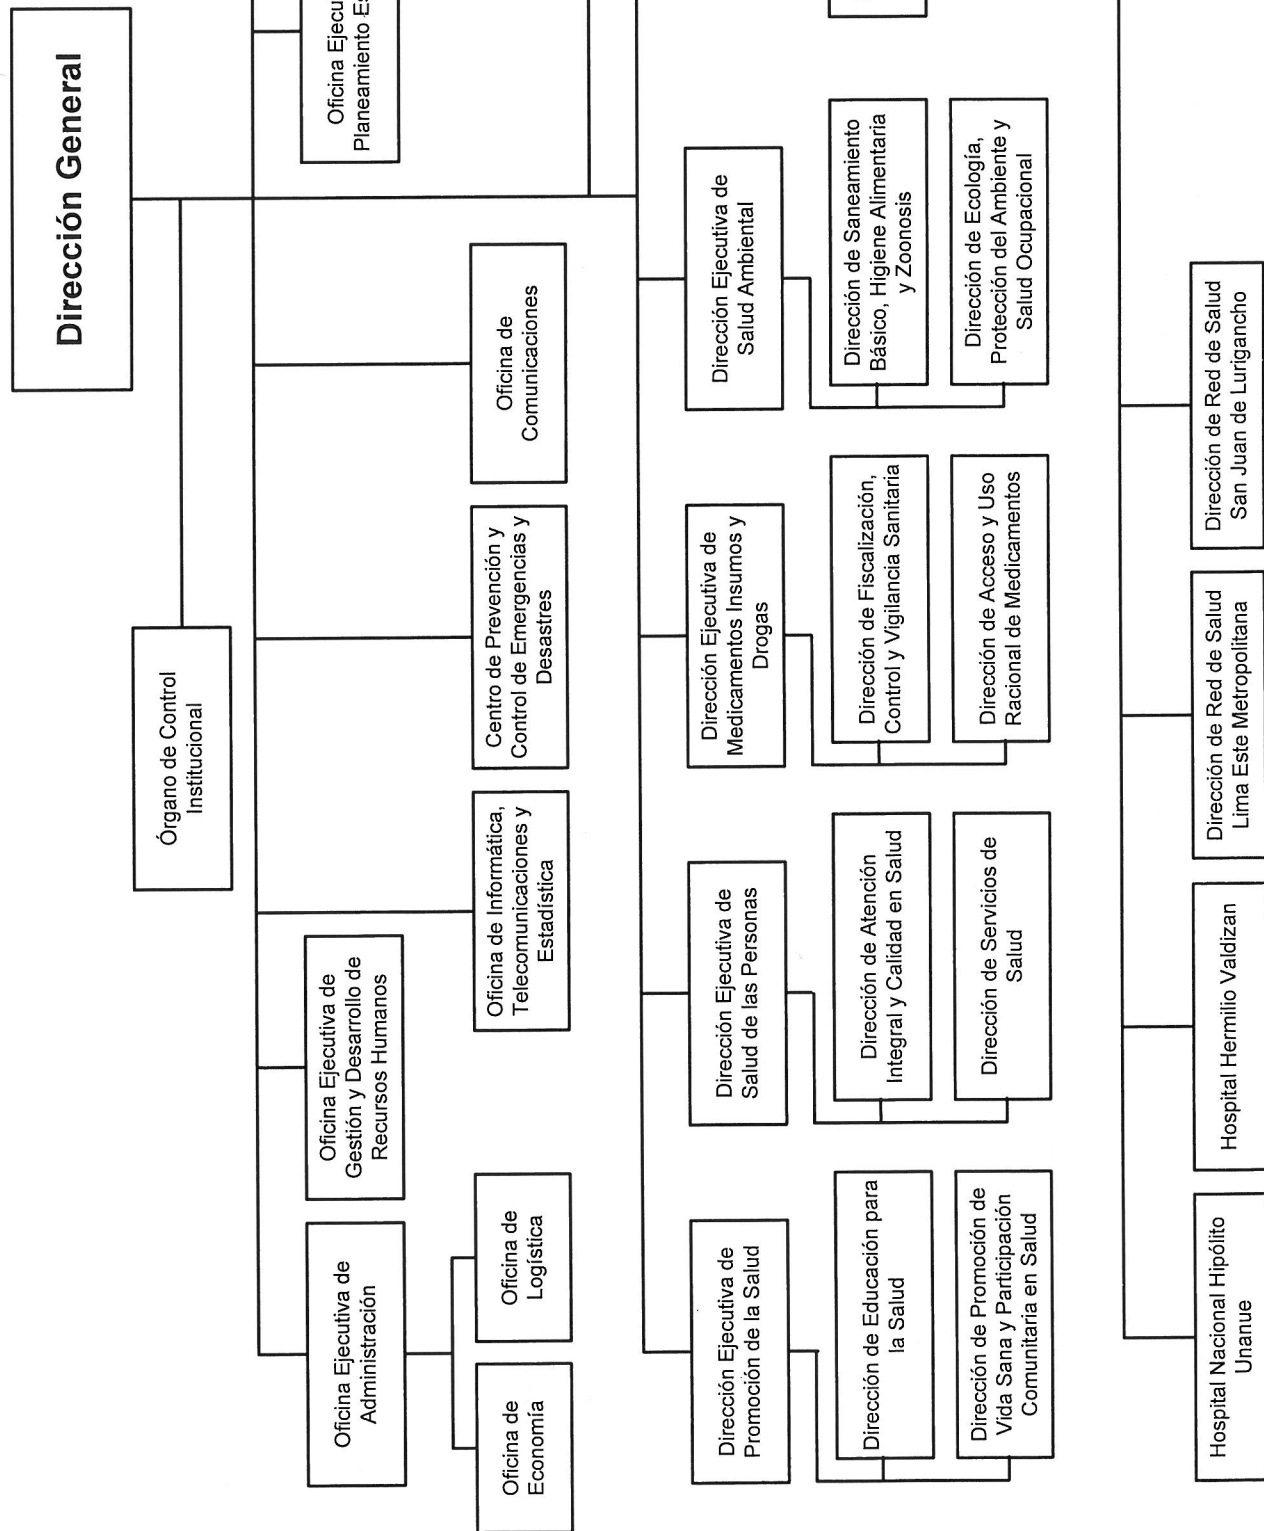 Dirección General
Órgano de Control
Institucional
Oficina Ejecutiva de
Administración
Oficina Ejecutiva de
Gestión y Desarrollo de
Recursos Humanos
Oficina Ejecu
Planeamiento Es
Oficina de
Economía
Oficina de
Logística
Oficina de Informática,
Telecomunicaciones y
Estadística
Centro de Prevención y
Control de Emergencias y
Desastres
Oficina de
Comunicaciones
Dirección Ejecutiva de
Promoción de la Salud
Dirección Ejecutiva de
Salud de las Personas
Dirección Ejecutiva de
Medicamentos Insumos y
Drogas
Dirección Ejecutiva de
Salud Ambiental
Dirección de Educación para
la Salud
Dirección de Atención
Integral y Calidad en Salud
Dirección de Fiscalización,
Control y Vigilancia Sanitaria
Dirección de Saneamiento
Básico, Higiene Alimentaria
y Zoonosis
Dirección de Promoción de
Vida Sana y Participación
Comunitaria en Salud
Dirección de Servicios de
Salud
Dirección de Acceso y Uso
Racional de Medicamentos
Dirección de Ecología,
Protección del Ambiente y
Salud Ocupacional
Hospital Nacional Hipólito
Unanue
Hospital Hermilio Valdizan
Dirección de Red de Salud
Lima Este Metropolitana
Dirección de Red de Salud
San Juan de Lurigancho